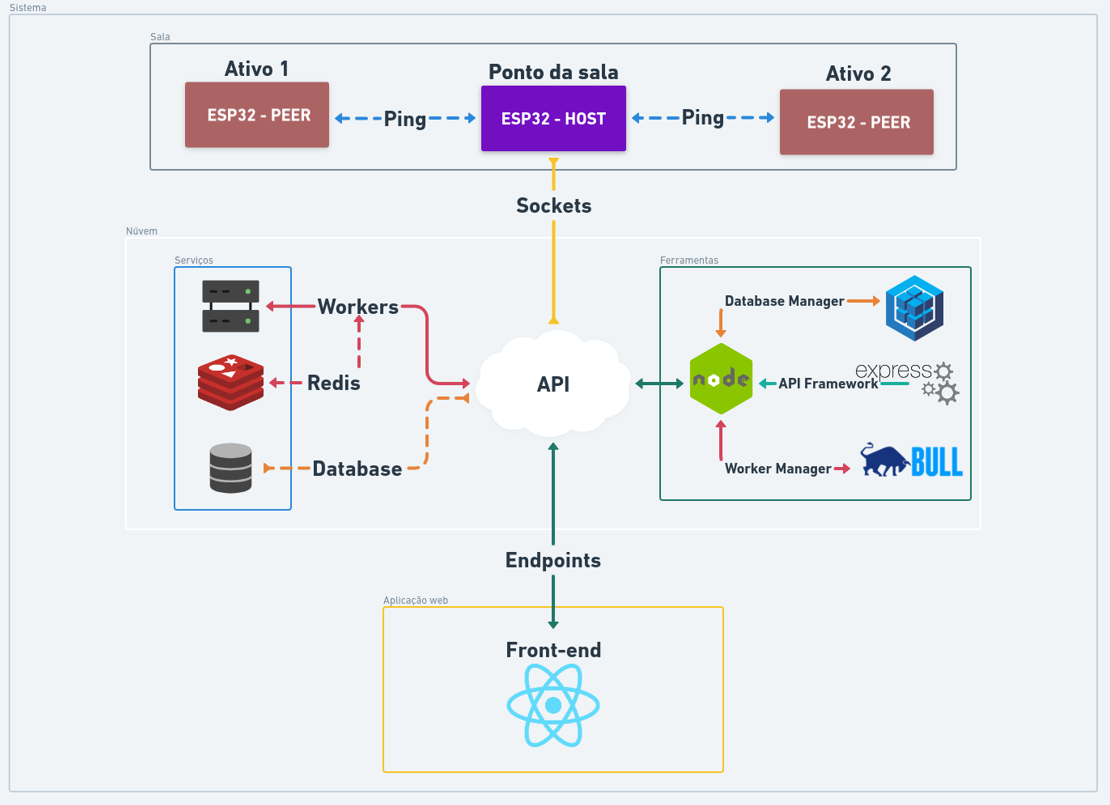 Sistema
Sala
Ativo 1
Ponto da sala
Ativo 2
ESP32 - PEER
Ping
ESP32 - HOST
Ping
ESP32 - PEER
Sockets
Núvem
Serviços
Ferramentas
Workers
Database Manager
Redis
API
node
API Framework
express
Database
Worker Manager
BULL
Endpoints
Aplicação web
Front-end